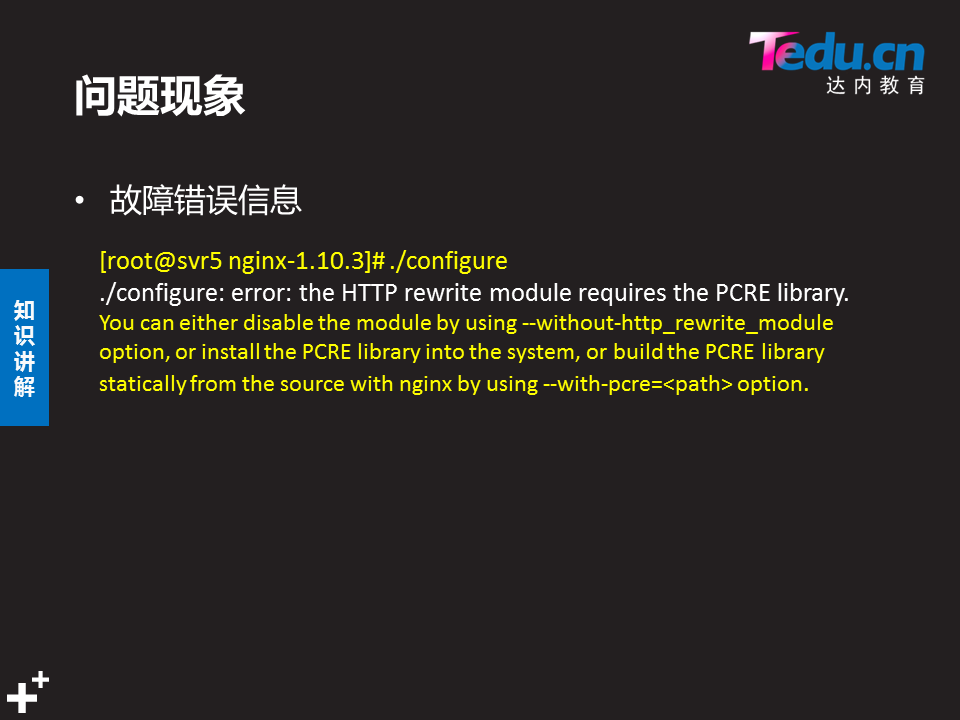 Tedu.cn
达内教育
问题现象
• 故障错误信息
[root@svr5 nginx-1.10.3]# ./configure
./configure: error: the HTTP rewrite module requires the PCRE library.
You can either disable the module by using --without-http_rewrite_module
option, or install the PCRE library into the system, or build the PCRE library
statically from the source with nginx by using --with-pcre=<path> option.
知
识
讲
解